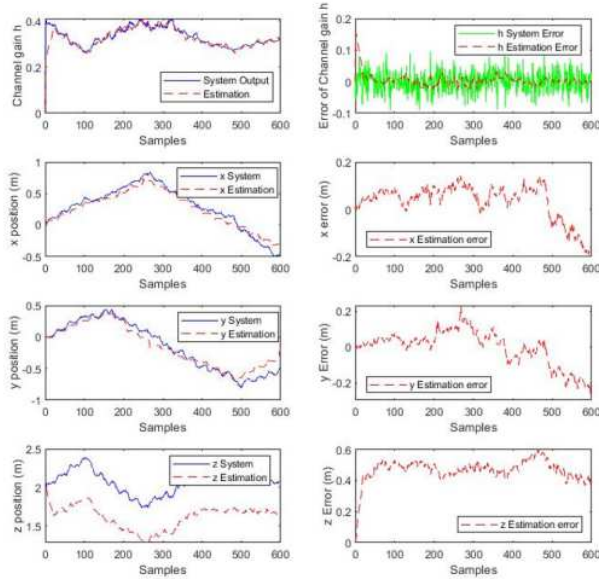 Channel gain h
0.4
0.2
0
0 100 200 300 400 500 600
Samples
System Output
Estimation
Error of Channel gain h
0.2
0.1
0
-0.1
0 100 200 300 400 500 600
Samples
h System Error
h Estimation Error
x position (m)
1
0.5
0
-0.5
0 100 200 300 400 500 600
Samples
x System
x Estimation
x error (m)
0.2
0
-0.2
0 100 200 300 400 500 600
Samples
x Estimation error
y position (m)
0.5
0
-0.5
-1
0 100 200 300 400 500 600
Samples
y System
y Estimation
y Error (m)
0.2
0
-0.2
0 100 200 300 400 500 600
Samples
y Estimation error
z position (m)
2.5
2
1.5
0 100 200 300 400 500 600
Samples
z System
z Estimation
z Error (m)
0.6
0.4
0.2
0
0 100 200 300 400 500 600
Samples
z Estimation error